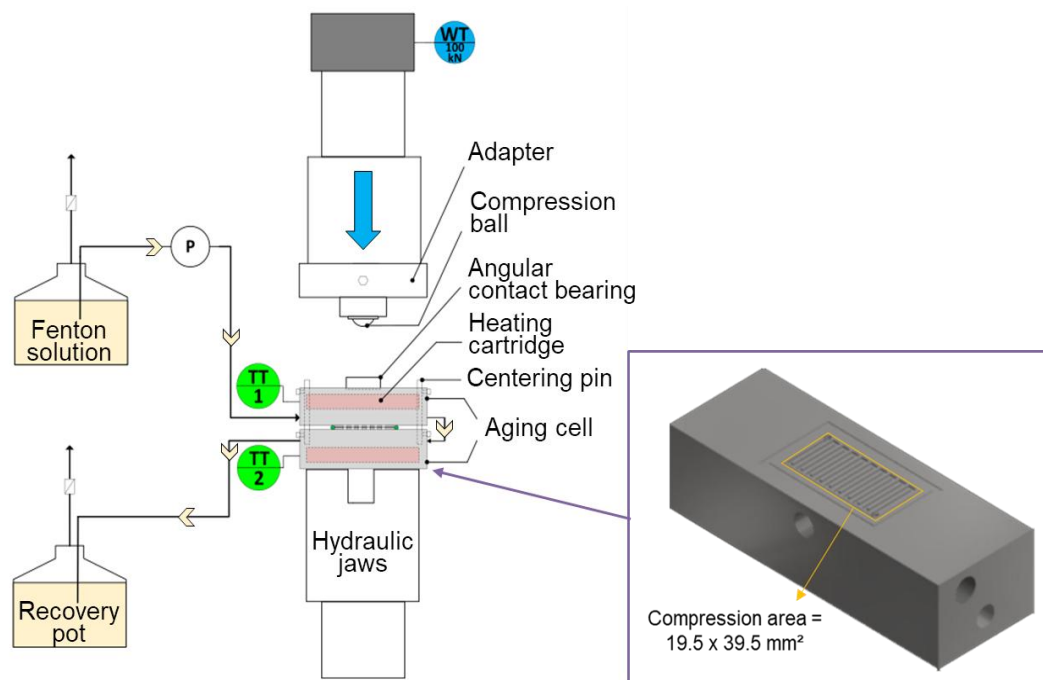 WT
100
kN
Adapter
Compression
ball
Angular
contact bearing
Heating
cartridge
Centering pin
Aging cell
P
Fenton
solution
TT
1
TT
2
Hydraulic
jaws
Recovery
pot
Compression area =
19.5 x 39.5 mm²